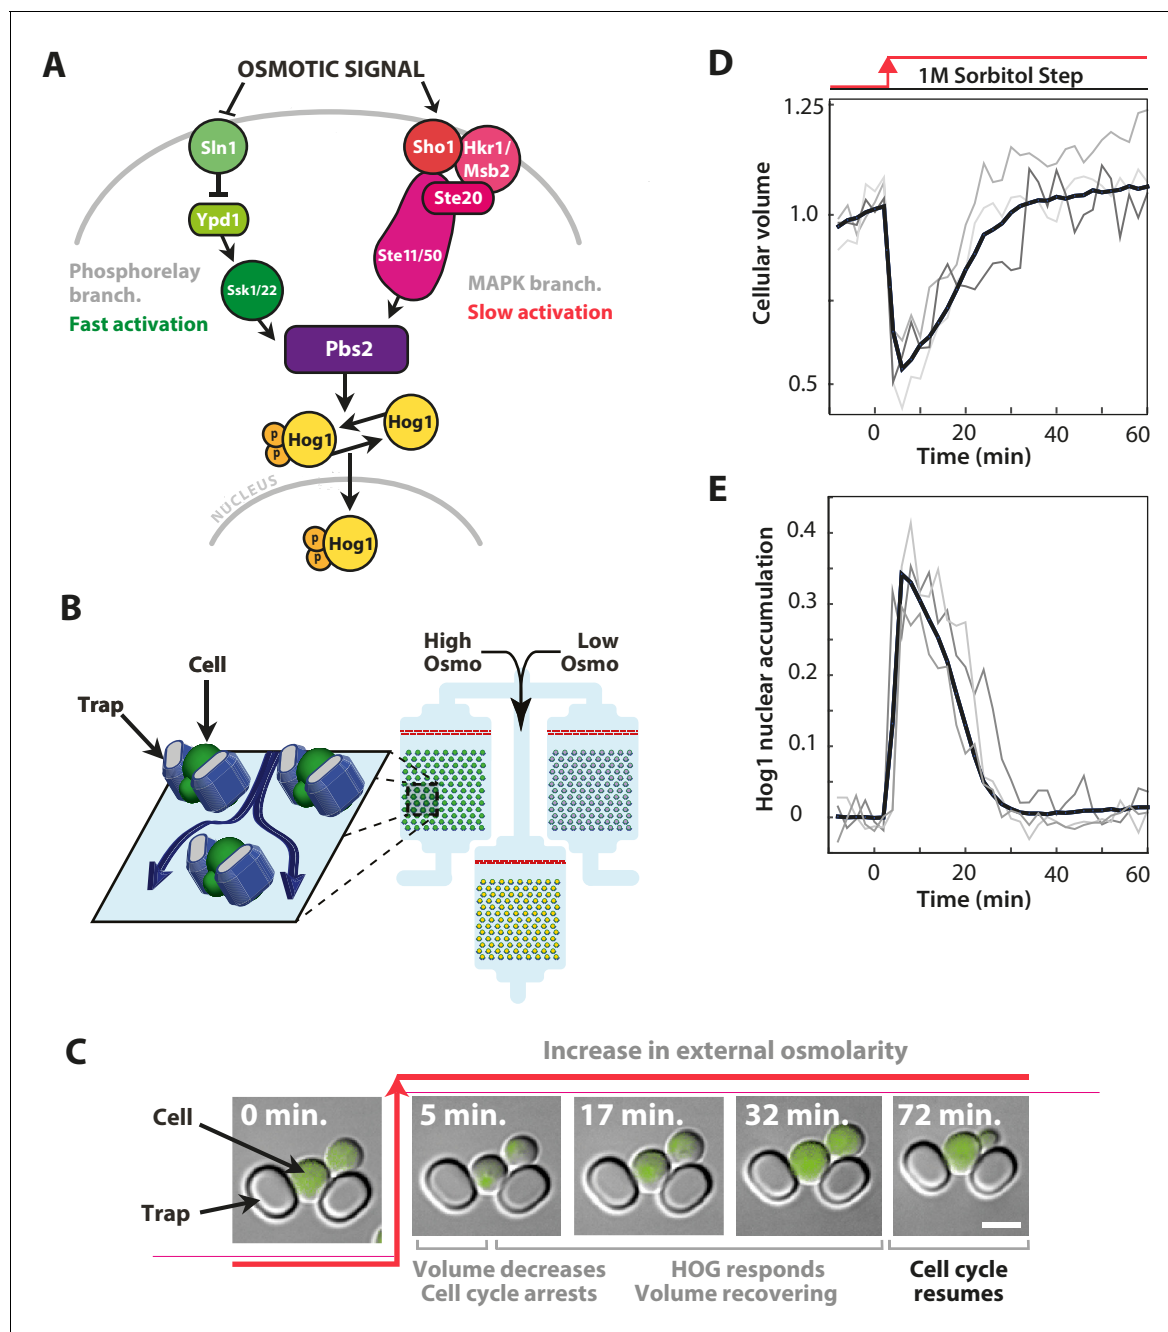 A
OSMOTIC SIGNAL
Sln1
Ypd1
Ssk1/22
Sho1
Hkr1/
Msb2
Ste20
Ste11/50
Phosphorelay
branch.
Fast activation
MAPK branch.
Slow activation
Pbs2
P
P
Hog1
Hog1
NUCLEUS
P
P
Hog1
B
Cell
Trap
High
Osmo
Low
Osmo
C
Increase in external osmolarity
Cell
Trap
0 min.
5 min.
17 min.
32 min.
72 min.
Volume decreases
Cell cycle arrests
HOG responds
Volume recovering
Cell cycle
resumes
D
1M Sorbitol Step
Cellular volume
1.25
1.0
0.5
0
20
40
60
Time (min)
E
Hog1 nuclear accumulation
0.4
0.3
0.2
0.1
0
0
20
40
60
Time (min)